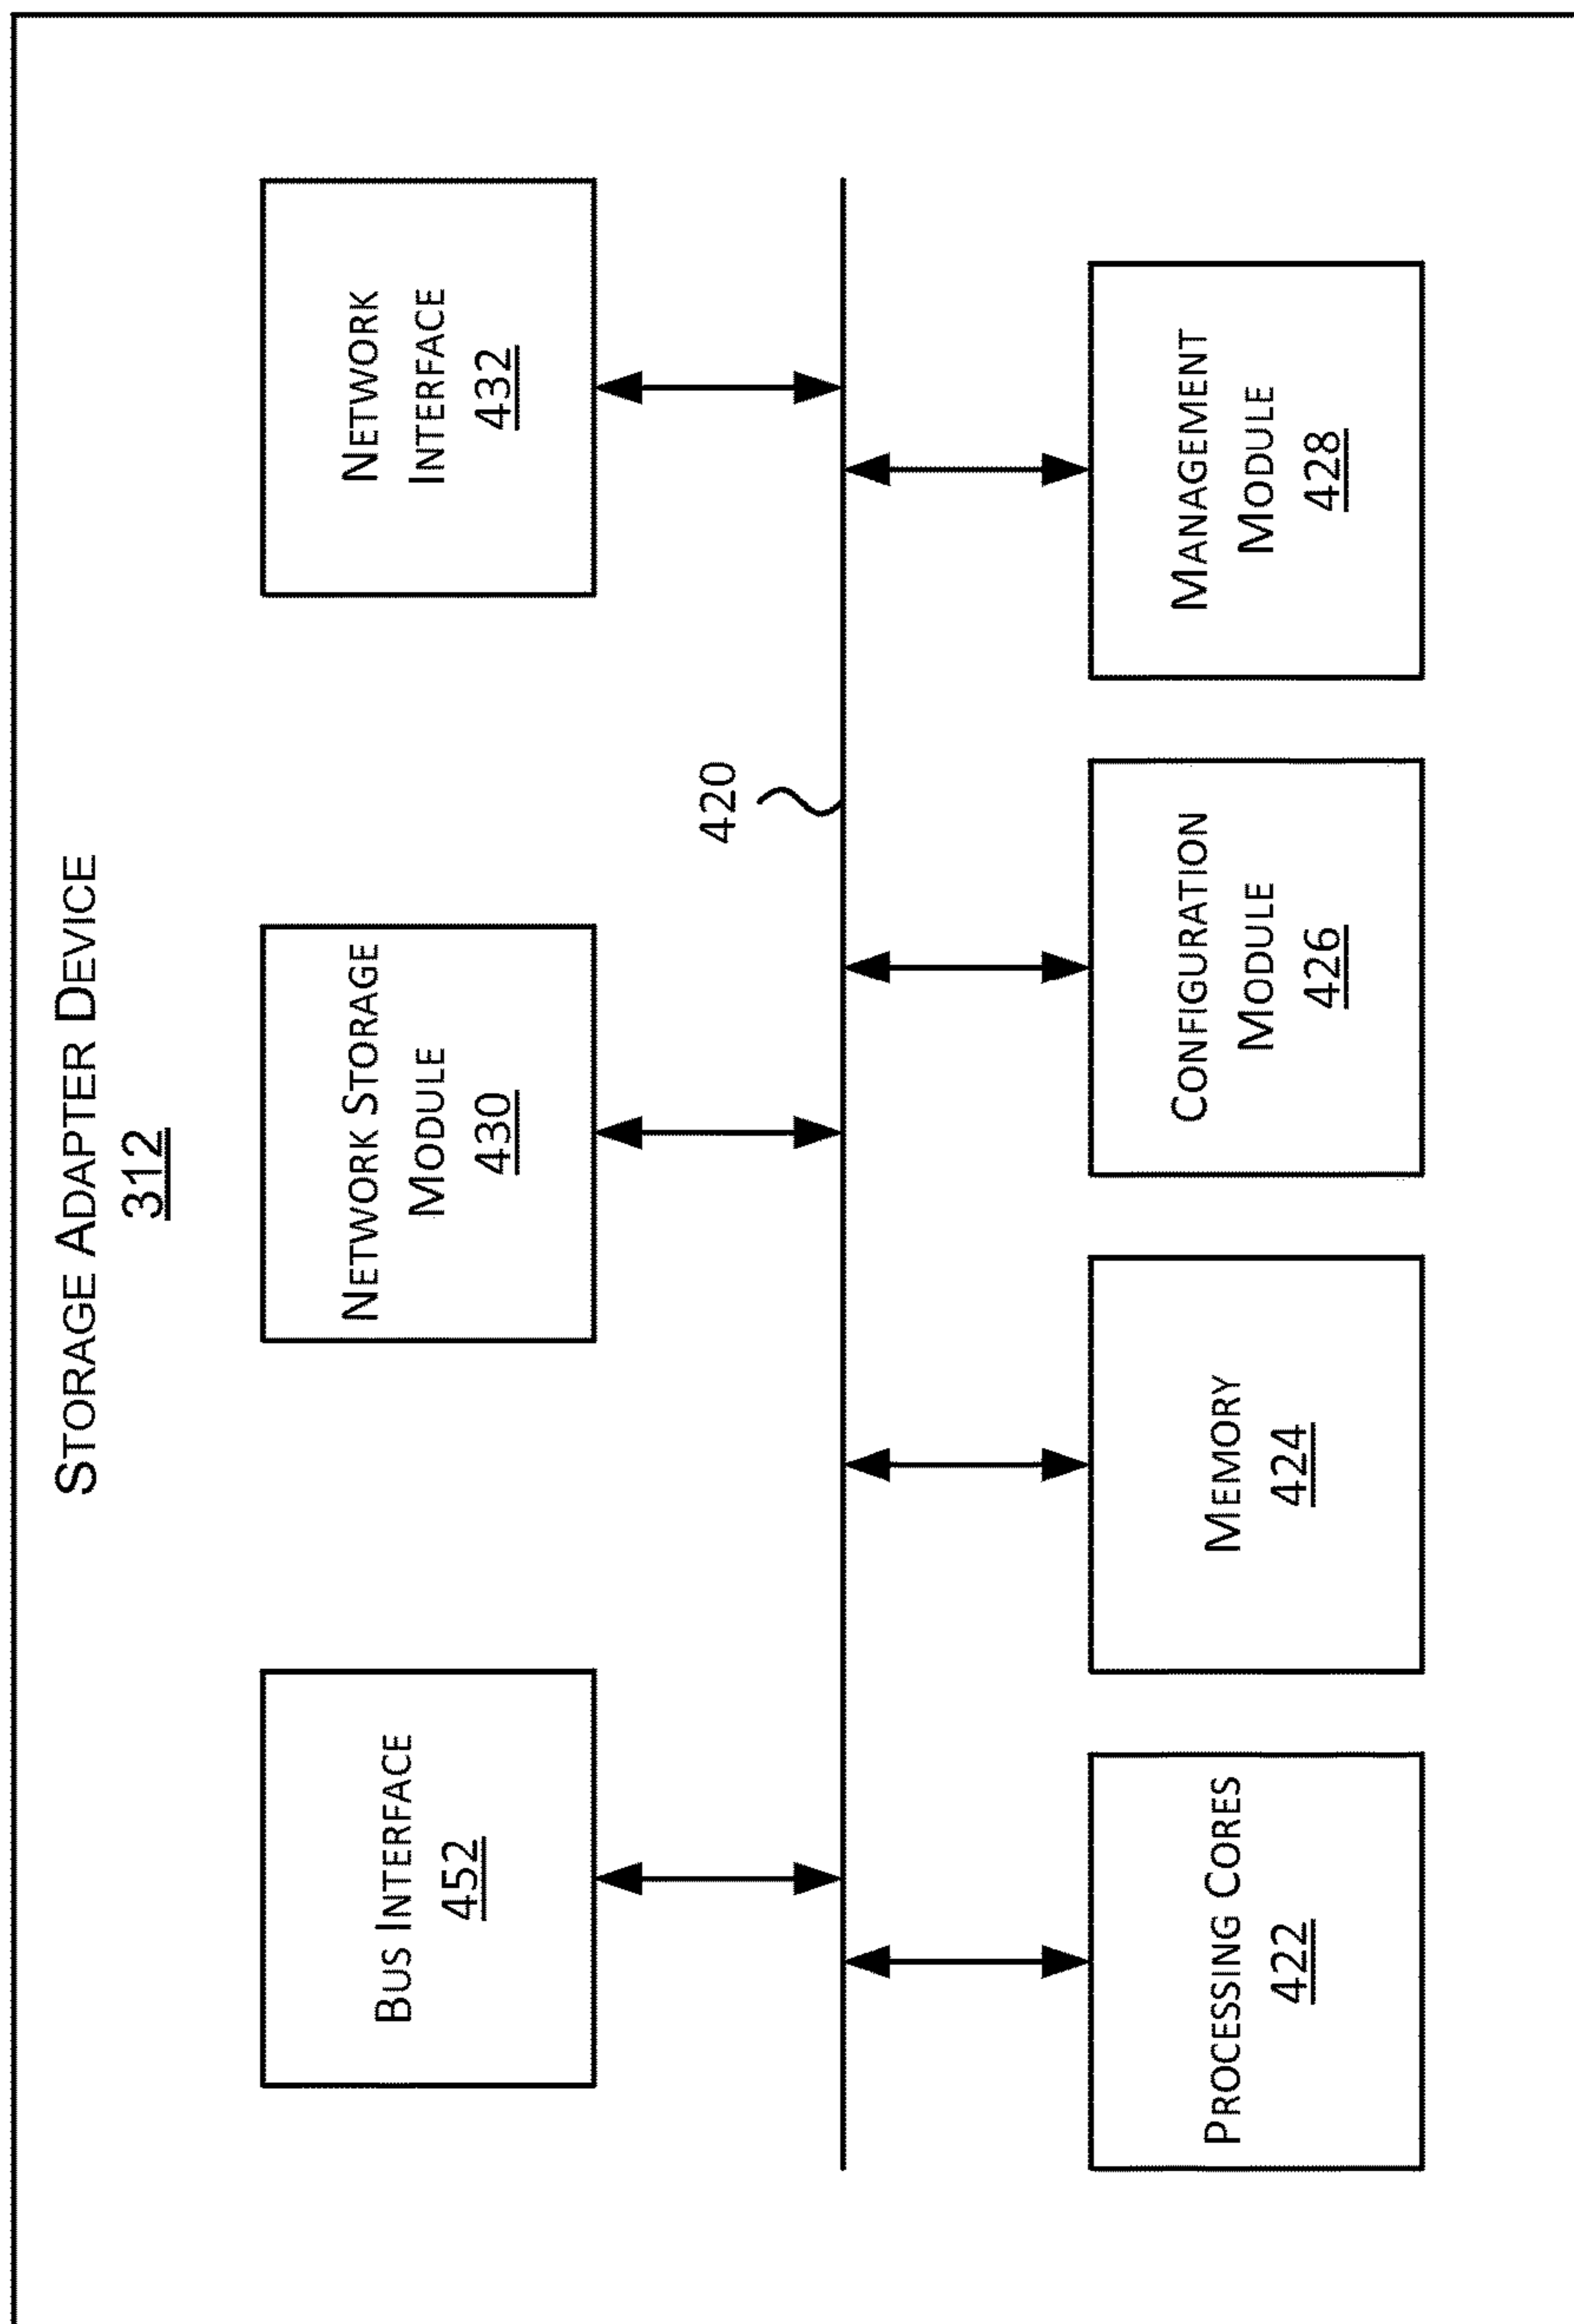 STORAGE ADAPTER DEVICE
312
BUS INTERFACE
452
NETWORK STORAGE
MODULE
430
NETWORK
INTERFACE
432
420
PROCESSING CORES
422
MEMORY
424
CONFIGURATION
MODULE
426
MANAGEMENT
MODULE
428